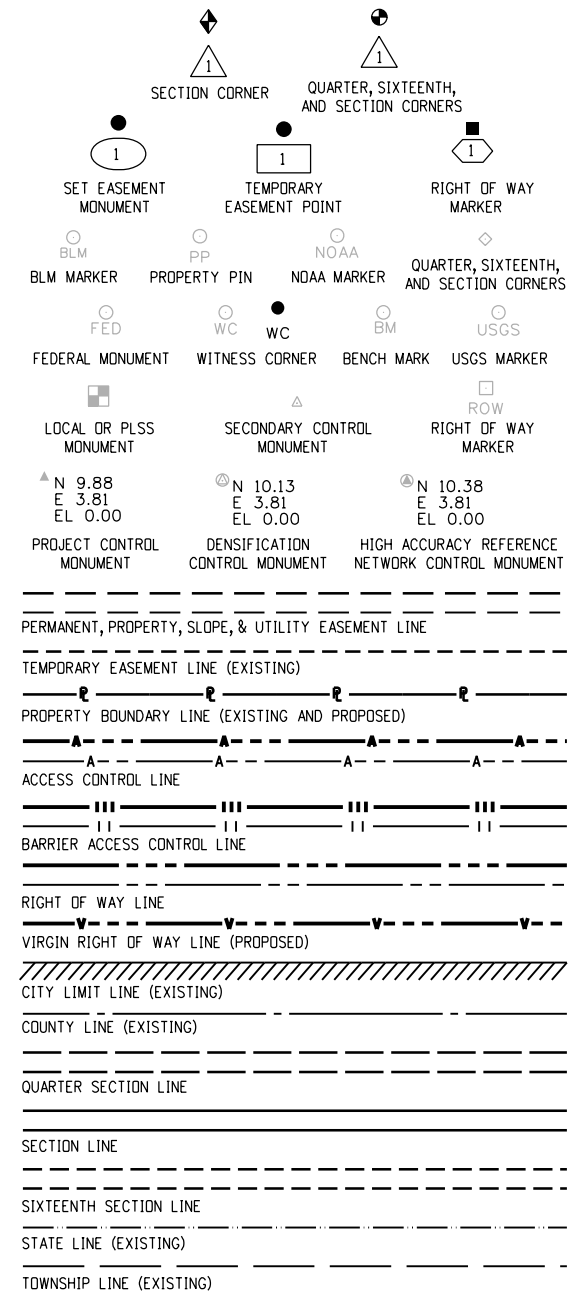 1
1
SECTION CORNER
QUARTER, SIXTEENTH,
AND SECTION CORNERS
1
1
1
SET EASEMENT
MONUMENT
TEMPORARY
EASEMENT POINT
RIGHT OF WAY
MARKER
BLM
PP
NOAA
BLM MARKER
PROPERTY PIN
NOAA MARKER
QUARTER, SIXTEENTH,
AND SECTION CORNERS
FED
WC
WC
BM
USGS
FEDERAL MONUMENT
WITNESS CORNER
BENCH MARK
USGS MARKER
ROW
LOCAL OR PLSS
MONUMENT
SECONDARY CONTROL
MONUMENT
RIGHT OF WAY
MARKER
N 9.88
E 3.81
EL 0.00
N 10.13
E 3.81
EL 0.00
N 10.38
E 3.81
EL 0.00
PROJECT CONTROL
MONUMENT
DENSIFICATION
CONTROL MONUMENT
HIGH ACCURACY REFERENCE
NETWORK CONTROL MONUMENT
PERMANENT, PROPERTY, SLOPE, & UTILITY EASEMENT LINE
TEMPORARY EASEMENT LINE (EXISTING)
PL PL PL PL
PROPERTY BOUNDARY LINE (EXISTING AND PROPOSED)
A A A A
A A A A
ACCESS CONTROL LINE
BARRIER ACCESS CONTROL LINE
RIGHT OF WAY LINE
V V V V
VIRGIN RIGHT OF WAY LINE (PROPOSED)
CITY LIMIT LINE (EXISTING)
COUNTY LINE (EXISTING)
QUARTER SECTION LINE
SECTION LINE
SIXTEENTH SECTION LINE
STATE LINE (EXISTING)
TOWNSHIP LINE (EXISTING)